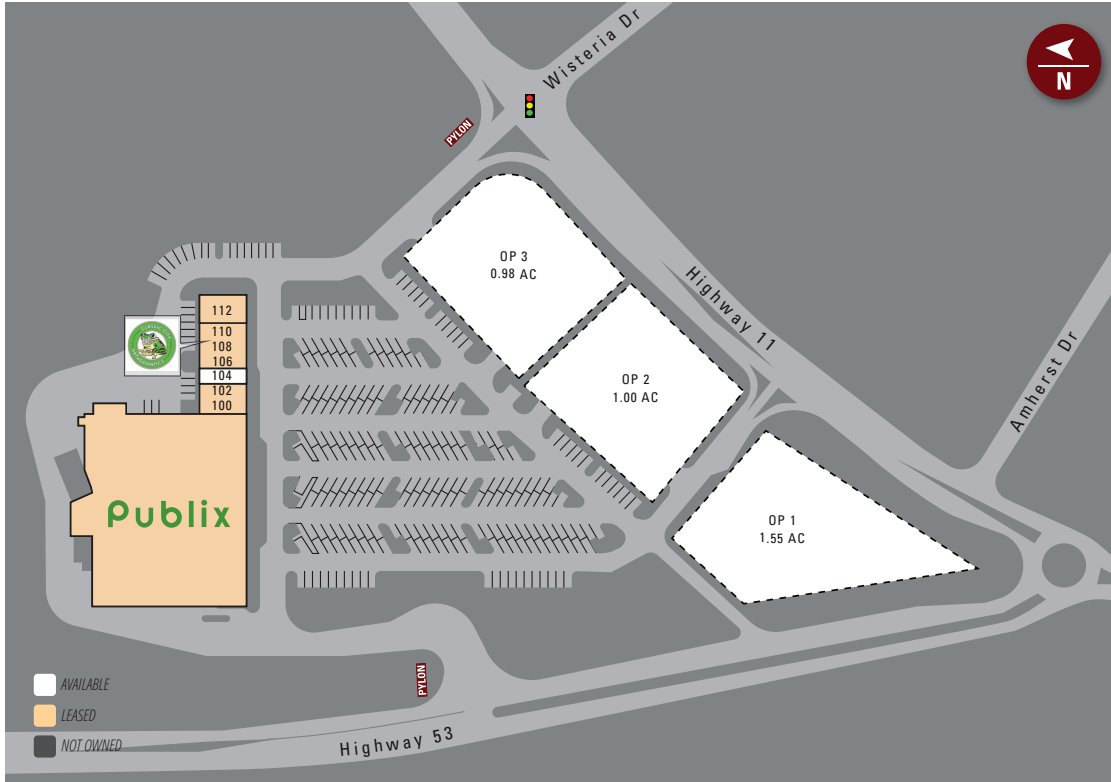 Wisteria Dr
N
PYLON
OP 3
0.98 AC
Highway 11
112
110
108
106
104
102
100
OP 2
1.00 AC
Amherst Dr
Publix
OP 1
1.55 AC
PYLON
AVAILABLE
LEASED
NOT OWNED
Highway 53